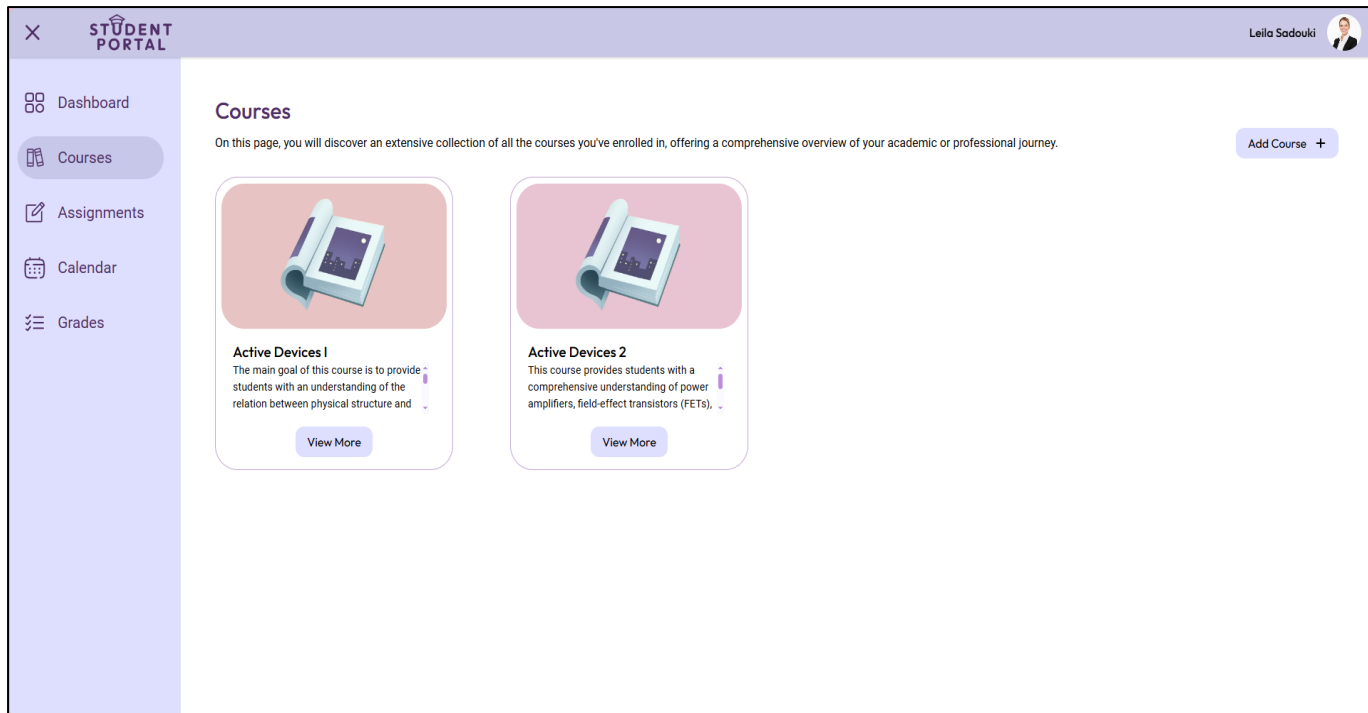 STUDENT
PORTAL
Leila Sadouki
Dashboard
Courses
Assignments
Calendar
Grades
Courses
On this page, you will discover an extensive collection of all the courses you've enrolled in, offering a comprehensive overview of your academic or professional journey.
Add Course +
Active Devices I
The main goal of this course is to provide
students with an understanding of the
relation between physical structure and
View More
Active Devices 2
This course provides students with a
comprehensive understanding of power
amplifiers, field-effect transistors (FETs),
View More